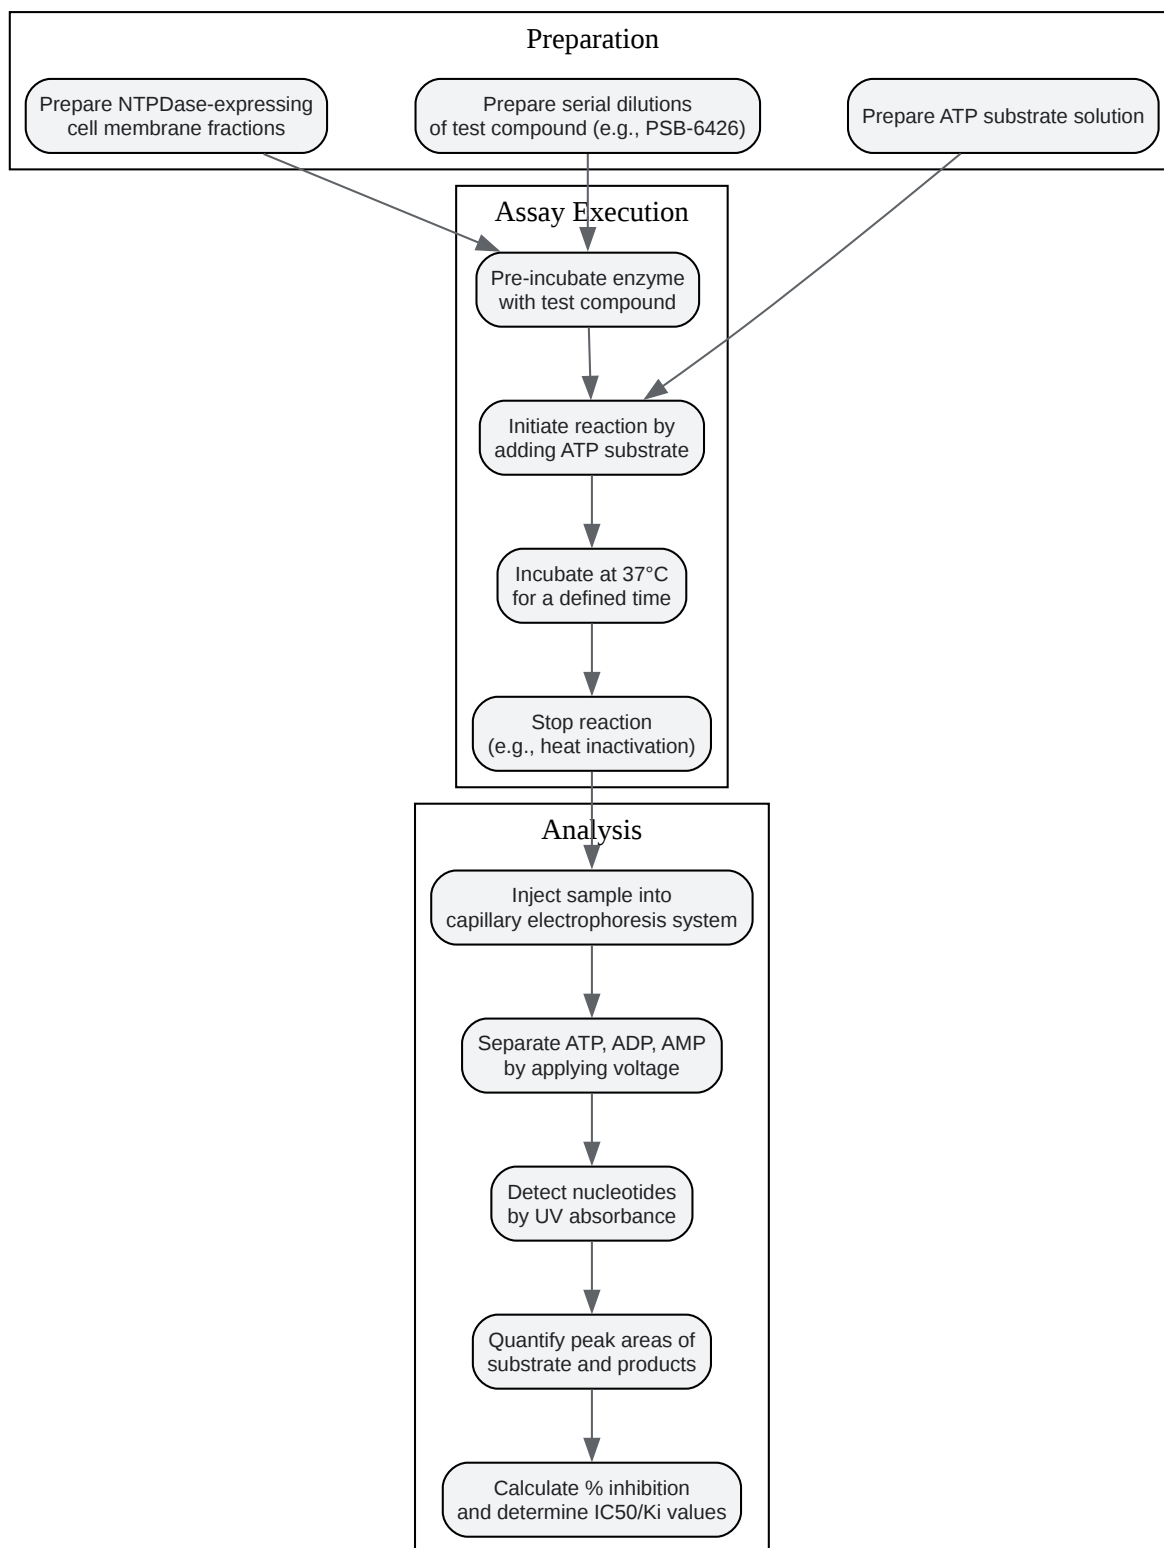 Preparation
Prepare NTPDase-expressing
cell membrane fractions
Prepare serial dilutions
of test compound (e.g., PSB-6426)
Prepare ATP substrate solution
Assay Execution
Pre-incubate enzyme
with test compound
Initiate reaction by
adding ATP substrate
Incubate at 37°C
for a defined time
Stop reaction
(e.g., heat inactivation)
Analysis
Inject sample into
capillary electrophoresis system
Separate ATP, ADP, AMP
by applying voltage
Detect nucleotides
by UV absorbance
Quantify peak areas of
substrate and products
Calculate % inhibition
and determine IC50/Ki values